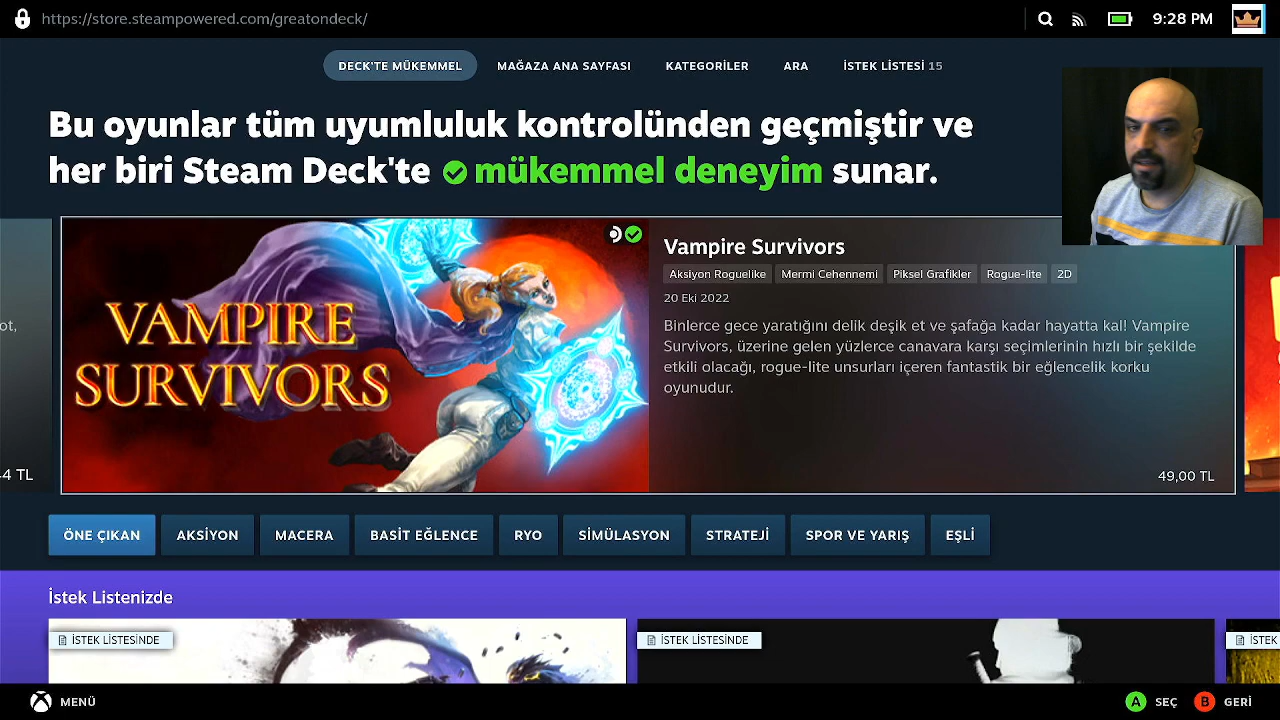 https://store.steampowered.com/greatondeck/
9:28 PM
DECK'TE MÜKEMMEL MAĞAZA ANA SAYFASI KATEGORİLER ARA İSTEK LİSTESİ 15
Bu oyunlar tüm uyumluluk kontrolünden geçmiştir ve
her biri Steam Deck'te mükemmel deneyim sunar.
VAMPIRE
SURVIVORS
Vampire Survivors
Aksiyon Roguelike Mermi Cehennemi Piksel Grafikler Rogue-lite 2D
20 Eki 2022
Binlerce gece yaratığını delik deşik et ve şafağa kadar hayatta kal! Vampire
Survivors, üzerine gelen yüzlerce canavara karşı seçimlerinin hızlı bir şekilde
etkili olacağı, rogue-lite unsurları içeren fantastik bir eğlencelik korku
oyunudur.
49,00 TL
ot,
4 TL
ÖNE ÇIKAN AKSİYON MACERA BASİT EĞLENCE RYO SİMÜLASYON STRATEJİ SPOR VE YARIŞ EŞLİ
İstek Listenizde
İSTEK LİSTESİNDE İSTEK LİSTESİNDE İSTEK
MENÜ A SEÇ B GERİ